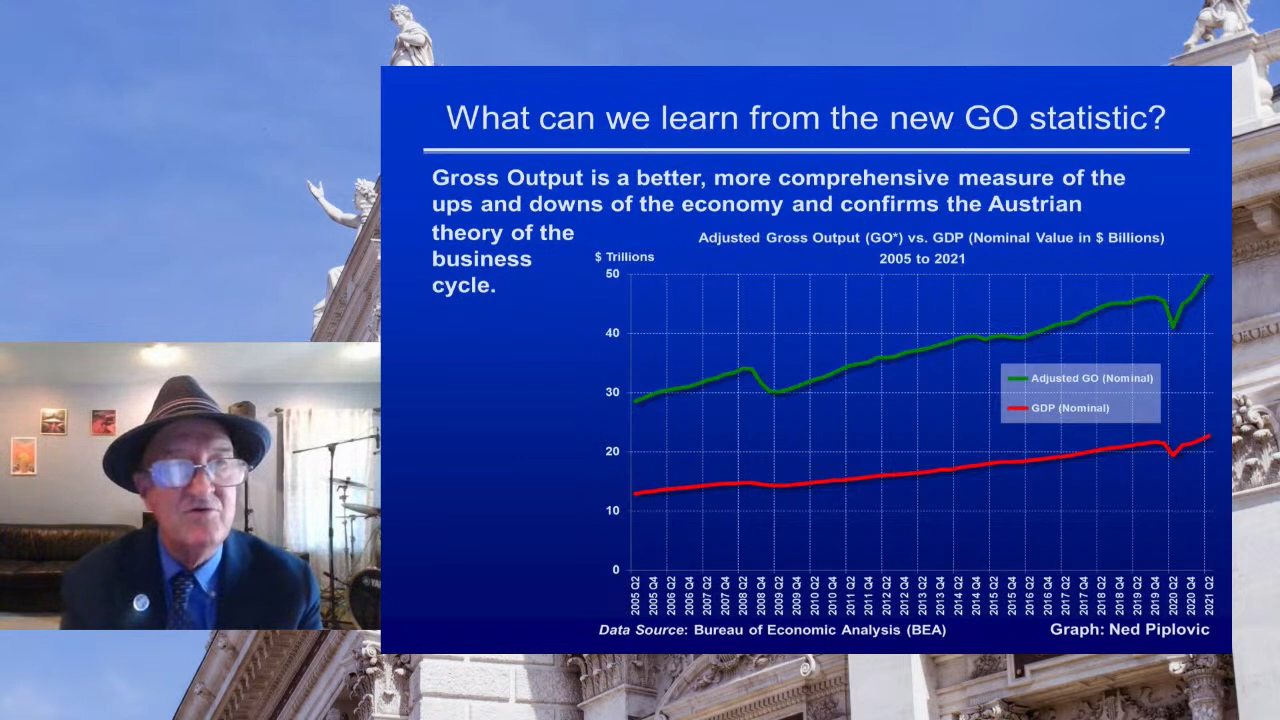 What can we learn from the new GO statistic?
Gross Output is a better, more comprehensive measure of the
ups and downs of the economy and confirms the Austrian
theory of the
business
cycle.
Adjusted Gross Output (GO*) vs. GDP (Nominal Value in $ Billions)
2005 to 2021
$ Trillions
50
40
30
20
10
0
Adjusted GO (Nominal)
GDP (Nominal)
2005 Q2
2005 Q4
2006 Q2
2006 Q4
2007 Q2
2007 Q4
2008 Q2
2008 Q4
2009 Q2
2009 Q4
2010 Q2
2010 Q4
2011 Q2
2011 Q4
2012 Q2
2012 Q4
2013 Q2
2013 Q4
2014 Q2
2014 Q4
2015 Q2
2015 Q4
2016 Q2
2016 Q4
2017 Q2
2017 Q4
2018 Q2
2018 Q4
2019 Q2
2019 Q4
2020 Q2
2020 Q4
2021 Q2
Data Source: Bureau of Economic Analysis (BEA)
Graph: Ned Piplovic